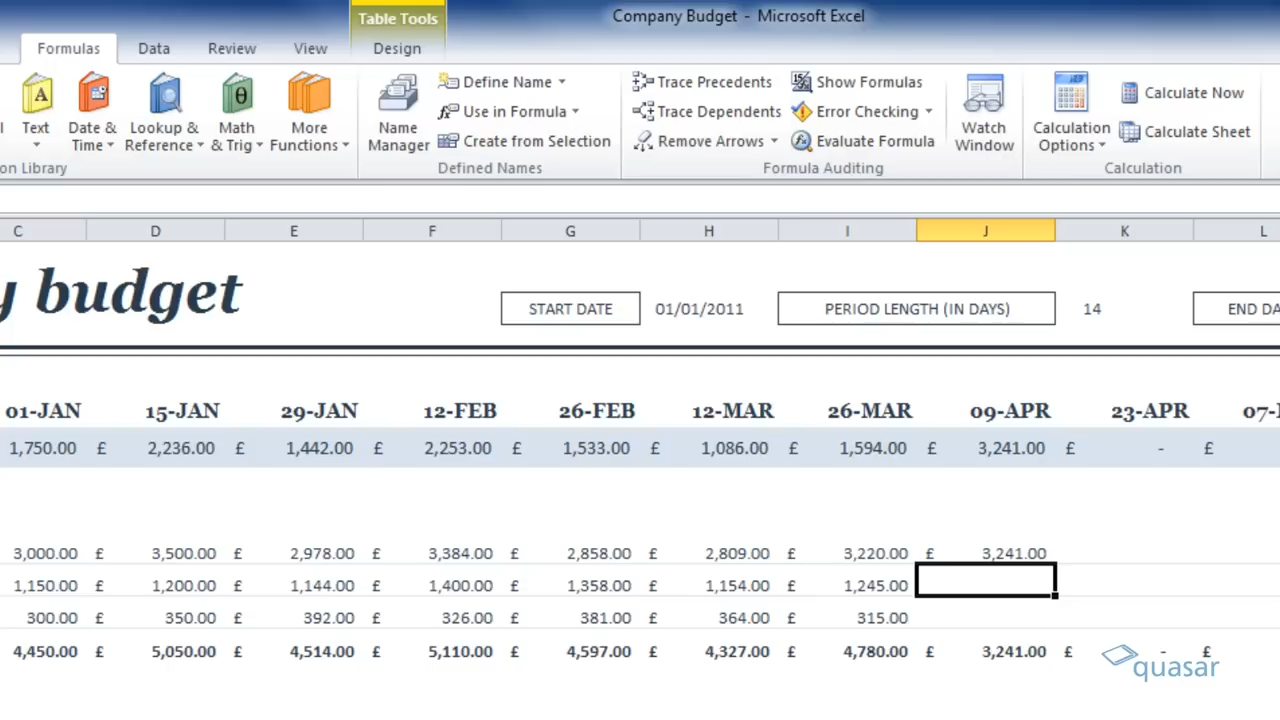 Table Tools
Company Budget - Microsoft Excel
Formulas Data Review View Design
Text Date & Time Lookup & Reference Math & Trig More Functions
Name Manager
Define Name
Use in Formula
Create from Selection
Trace Precedents Show Formulas
Trace Dependents Error Checking
Remove Arrows Evaluate Formula
Watch Window
Calculation Options
Calculate Now
Calculate Sheet
on Library Defined Names Formula Auditing Calculation
C D E F G H I J K L
y budget
START DATE 01/01/2011 PERIOD LENGTH (IN DAYS) 14 END DA
01-JAN 15-JAN 29-JAN 12-FEB 26-FEB 12-MAR 26-MAR 09-APR 23-APR 07-
1,750.00 £ 2,236.00 £ 1,442.00 £ 2,253.00 £ 1,533.00 £ 1,086.00 £ 1,594.00 £ 3,241.00 £ - £
3,000.00 £ 3,500.00 £ 2,978.00 £ 3,384.00 £ 2,858.00 £ 2,809.00 £ 3,220.00 £ 3,241.00
1,150.00 £ 1,200.00 £ 1,144.00 £ 1,400.00 £ 1,358.00 £ 1,154.00 £ 1,245.00
300.00 £ 350.00 £ 392.00 £ 326.00 £ 381.00 £ 364.00 £ 315.00
4,450.00 £ 5,050.00 £ 4,514.00 £ 5,110.00 £ 4,597.00 £ 4,327.00 £ 4,780.00 £ 3,241.00 £ - £
quasar